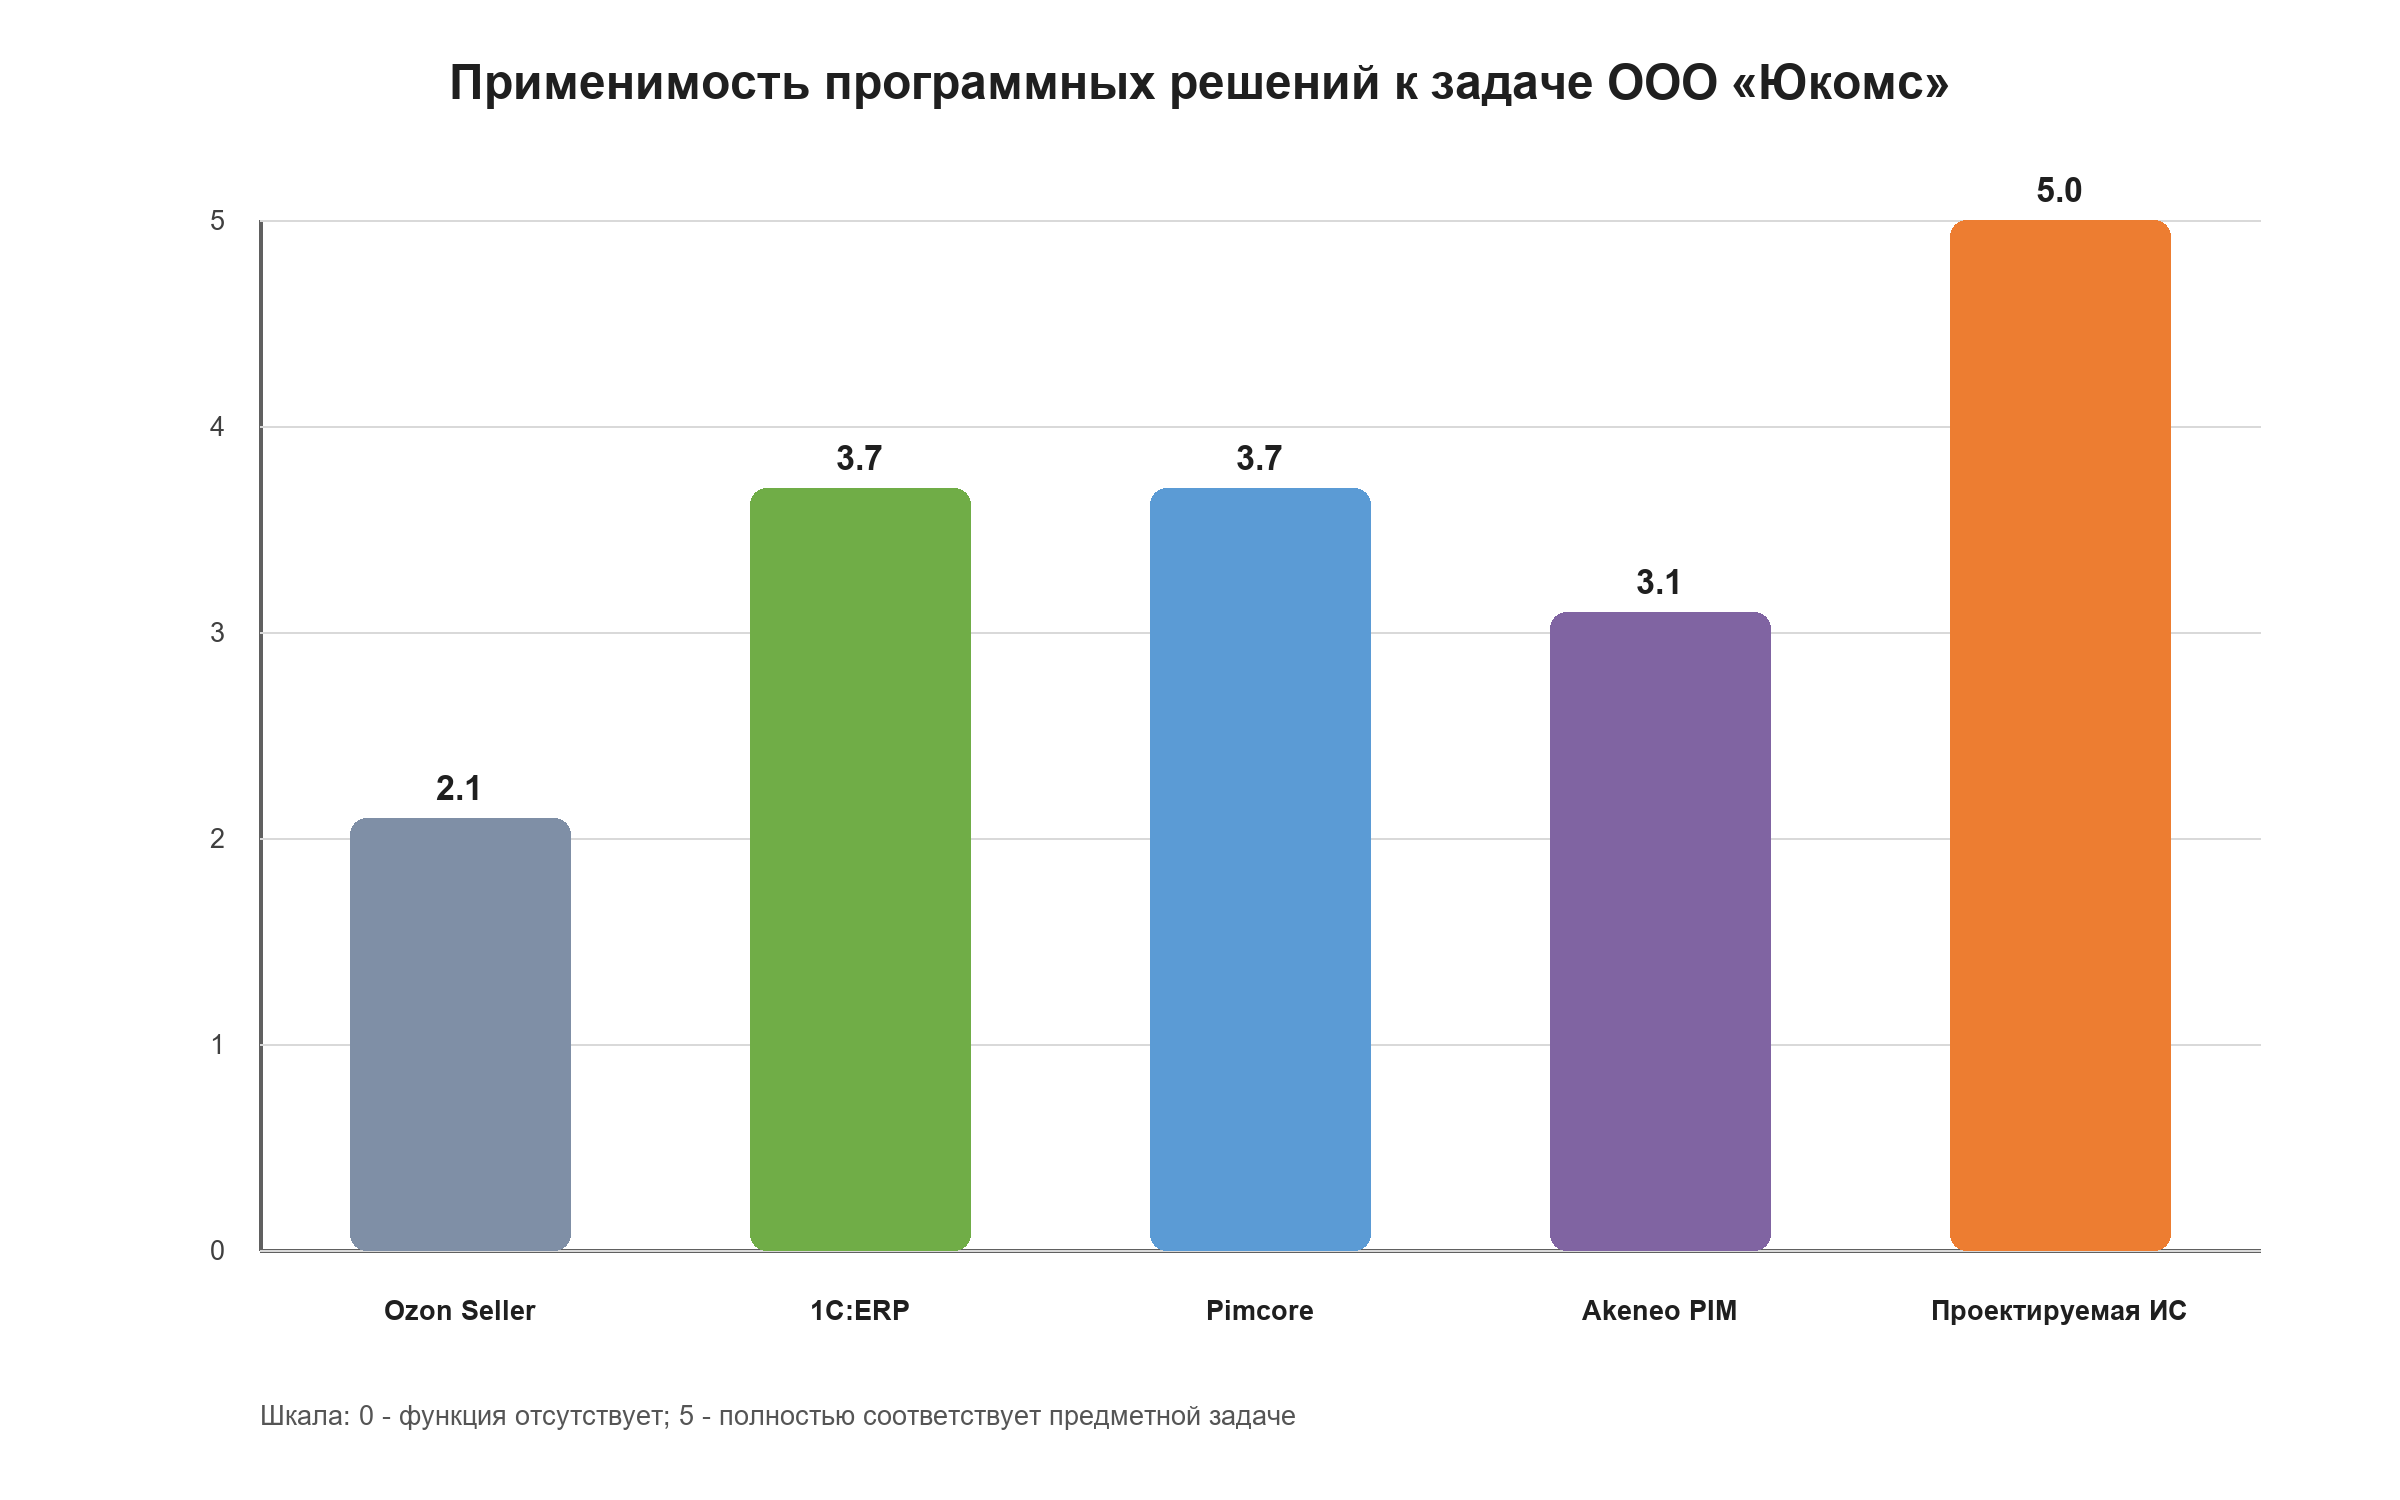 Применимость программных решений к задаче ООО «Юкомс»
5.0
5
4
3.7
3.7
3.1
3
2.1
2
1
0
Ozon Seller
1C:ERP
Pimcore
Akeneo PIM
Проектируемая ИС
Шкала: 0 - функция отсутствует; 5 - полностью соответствует предметной задаче